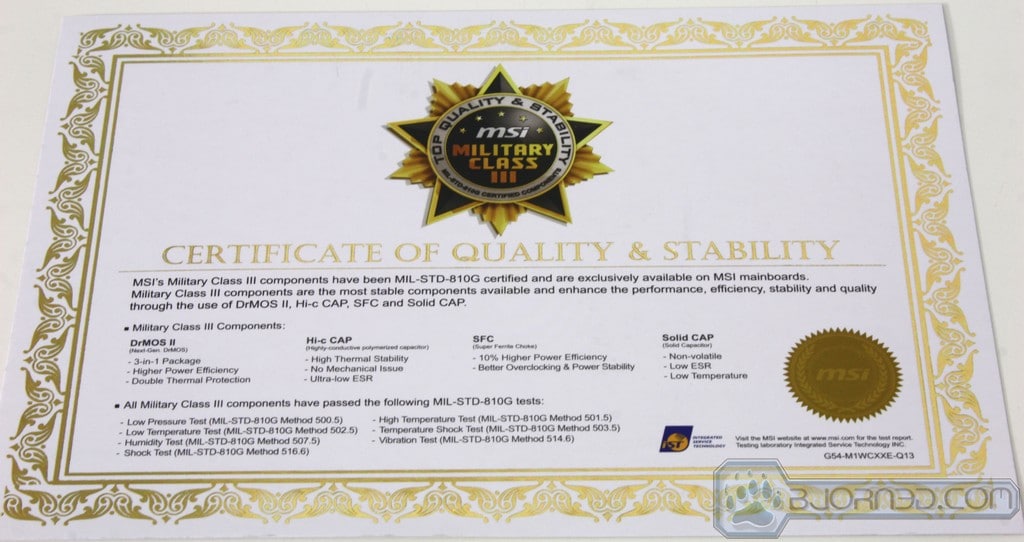 TOP QUALITY & STABILITY
msi
MILITARY
CLASS
III
MIL-STD-810G CERTIFIED COMPONENTS
CERTIFICATE OF QUALITY & STABILITY
MSI's Military Class III components have been MIL-STD-810G certified and are exclusively available on MSI mainboards.
Military Class III components are the most stable components available and enhance the performance, efficiency, stability and quality
through the use of DrMOS II, Hi-c CAP, SFC and Solid CAP.
▪ Military Class III Components:
DrMOS II
(Next-Gen. DrMOS)
- 3-in-1 Package
- Higher Power Efficiency
- Double Thermal Protection
Hi-c CAP
(Highly-conductive polymerized capacitor)
- High Thermal Stability
- No Mechanical Issue
- Ultra-low ESR
SFC
(Super Ferrite Choke)
- 10% Higher Power Efficiency
- Better Overclocking & Power Stability
Solid CAP
(Solid Capacitor)
- Non-volatile
- Low ESR
- Low Temperature
msi
▪ All Military Class III components have passed the following MIL-STD-810G tests:
- Low Pressure Test (MIL-STD-810G Method 500.5)
- Low Temperature Test (MIL-STD-810G Method 502.5)
- Humidity Test (MIL-STD-810G Method 507.5)
- Shock Test (MIL-STD-810G Method 516.6)
- High Temperature Test (MIL-STD-810G Method 501.5)
- Temperature Shock Test (MIL-STD-810G Method 503.5)
- Vibration Test (MIL-STD-810G Method 514.6)
IST
INTEGRATED
SERVICE
TECHNOLOGY
Visit the MSI website at www.msi.com for the test report.
Testing laboratory Integrated Service Technology INC.
G54-M1WCXXE-Q13
BJORN3D.COM